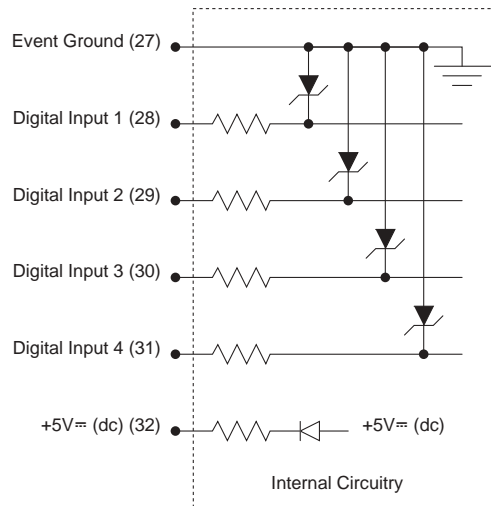 Event Ground (27)
Digital Input 1 (28)
Digital Input 2 (29)
Digital Input 3 (30)
Digital Input 4 (31)
+5V⎓ (dc) (32)
+5V⎓ (dc)
Internal Circuitry